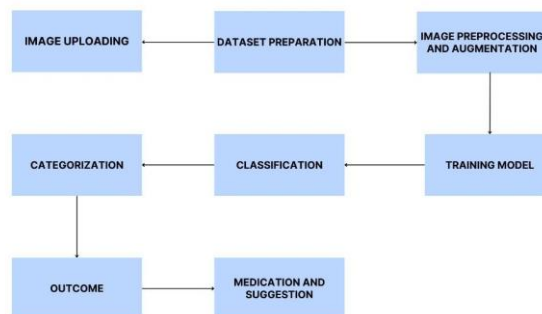 IMAGE UPLOADING
DATASET PREPARATION
IMAGE PREPROCESSING
AND AUGMENTATION
CATEGORIZATION
CLASSIFICATION
TRAINING MODEL
OUTCOME
MEDICATION AND
SUGGESTION